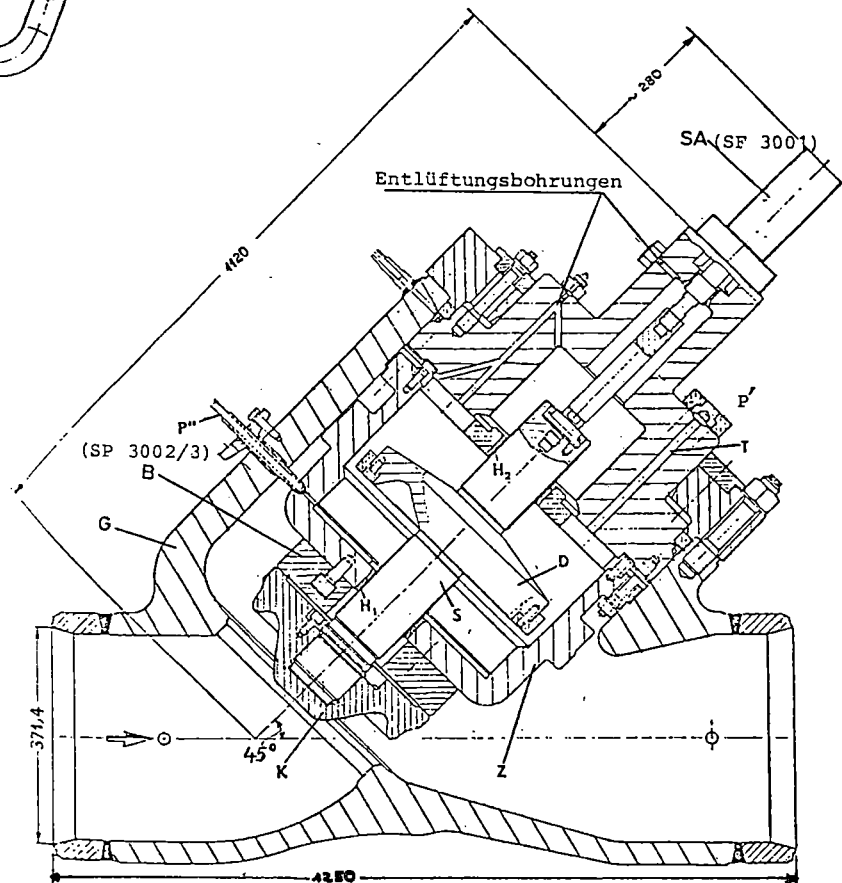 ~ 280
SA (SF 3001)
Entlüftungsbohrungen
1120
P'
P"
(SP 3002/3)
B
T
H₂
G
D
H₁
S
371,4
45°
K
Z
1250